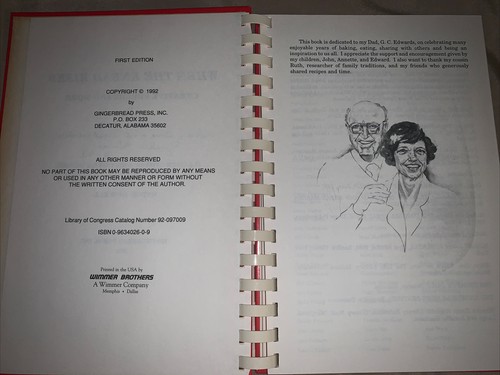 FIRST EDITION
COPYRIGHT © 1992
by
GINGERBREAD PRESS, INC.
P.O. BOX 233
DECATUR, ALABAMA 35602
ALL RIGHTS RESERVED
NO PART OF THIS BOOK MAY BE REPRODUCED BY ANY MEANS
OR USED IN ANY OTHER MANNER OR FORM WITHOUT
THE WRITTEN CONSENT OF THE AUTHOR.
Library of Congress Catalog Number 92-097009
ISBN 0-9634026-0-9
Printed in the USA by
WIMMER BROTHERS
A Wimmer Company
Memphis • Dallas
This book is dedicated to my Dad, G. C. Edwards, on celebrating many
enjoyable years of baking, eating, sharing with others and being an
inspiration to us all. I appreciate the support and encouragement given by
my children, John, Annette, and Edward. I also want to thank my cousin
Ruth, researcher of family traditions, and my friends who generously
shared recipes and time.